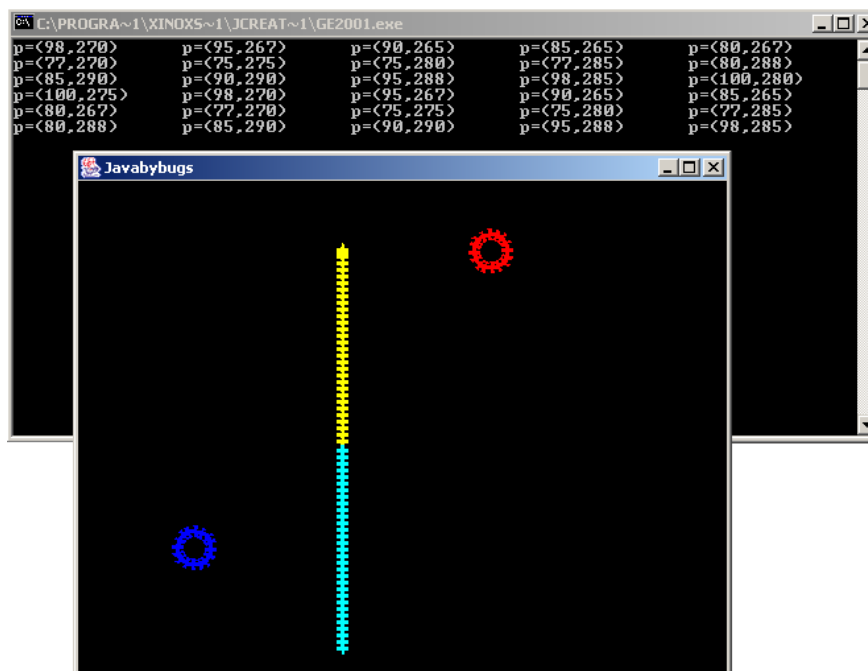 C:\PROGRA~1\XINOXS~1\JCREAT~1\GE2001.exe
p=(98,270) p=(95,267) p=(90,265) p=(85,265) p=(80,267)
p=(77,270) p=(75,275) p=(75,280) p=(77,285) p=(80,288)
p=(85,290) p=(90,290) p=(95,288) p=(98,285) p=(100,280)
p=(100,275) p=(98,270) p=(95,267) p=(90,265) p=(85,265)
p=(80,267) p=(77,270) p=(75,275) p=(75,280) p=(77,285)
p=(80,288) p=(85,290) p=(90,290) p=(95,288) p=(98,285)
Javabybugs